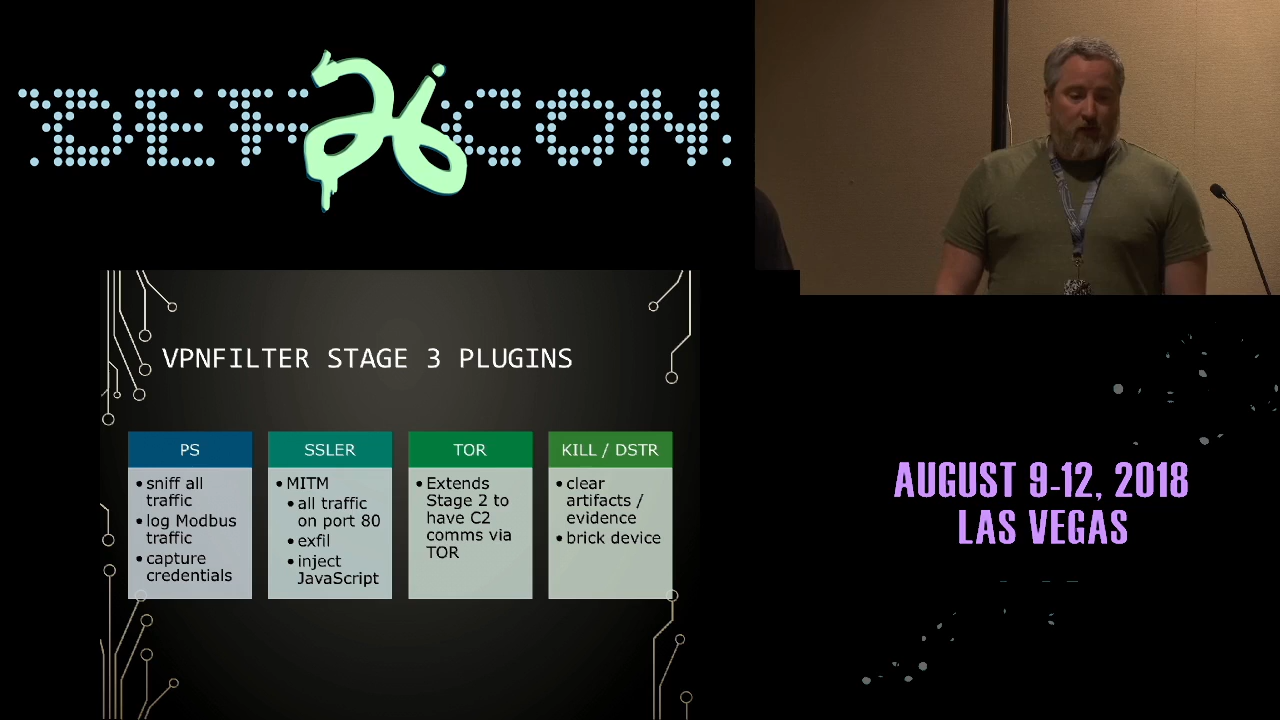 DEF CON
26
VPNFILTER STAGE 3 PLUGINS
PS
• sniff all
traffic
• log Modbus
traffic
• capture
credentials
SSLER
• MITM
• all traffic
on port 80
• exfil
• inject
JavaScript
TOR
• Extends
Stage 2 to
have C2
comms via
TOR
KILL / DSTR
• clear
artifacts /
evidence
• brick device
AUGUST 9-12, 2018
LAS VEGAS